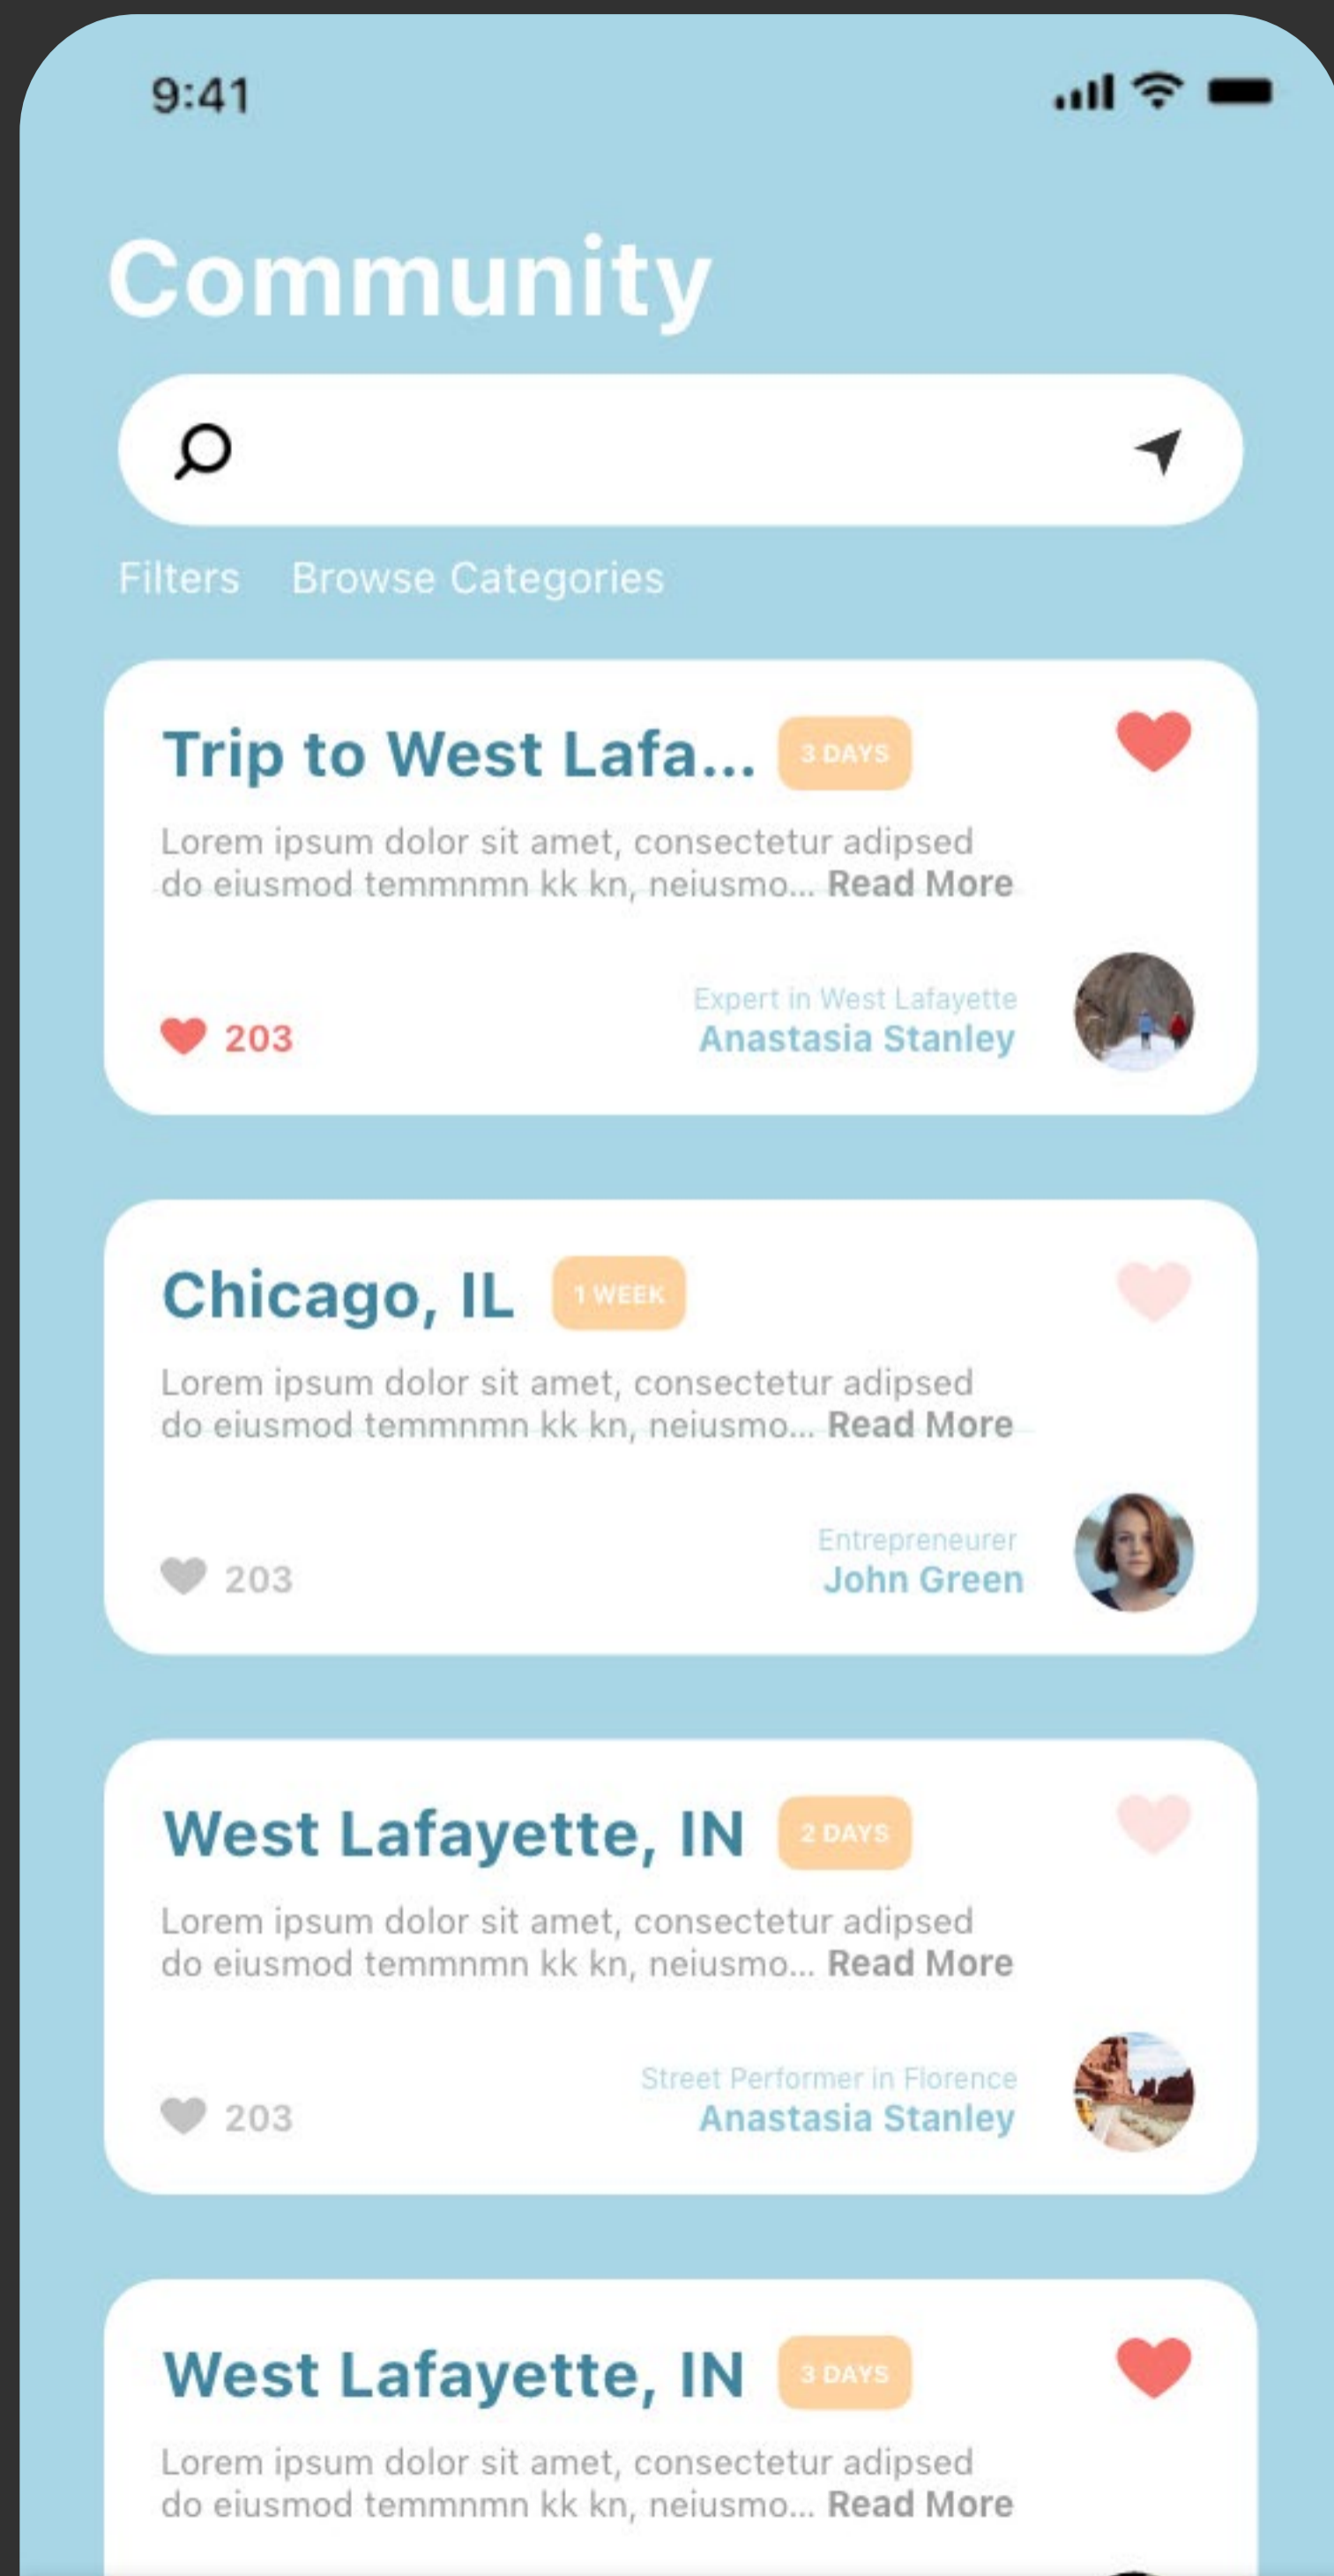 9:41
Community
Filters Browse Categories
Trip to West Lafa... 3 DAYS
Lorem ipsum dolor sit amet, consectetur adipsed
do eiusmod temmnmn kk kn, neiusmo... Read More
Expert in West Lafayette
203 Anastasia Stanley
Chicago, IL 1 WEEK
Lorem ipsum dolor sit amet, consectetur adipsed
do eiusmod temmnmn kk kn, neiusmo... Read More
Entrepreneurer
203 John Green
West Lafayette, IN 2 DAYS
Lorem ipsum dolor sit amet, consectetur adipsed
do eiusmod temmnmn kk kn, neiusmo... Read More
Street Performer in Florence
203 Anastasia Stanley
West Lafayette, IN 3 DAYS
Lorem ipsum dolor sit amet, consectetur adipsed
do eiusmod temmnmn kk kn, neiusmo... Read More